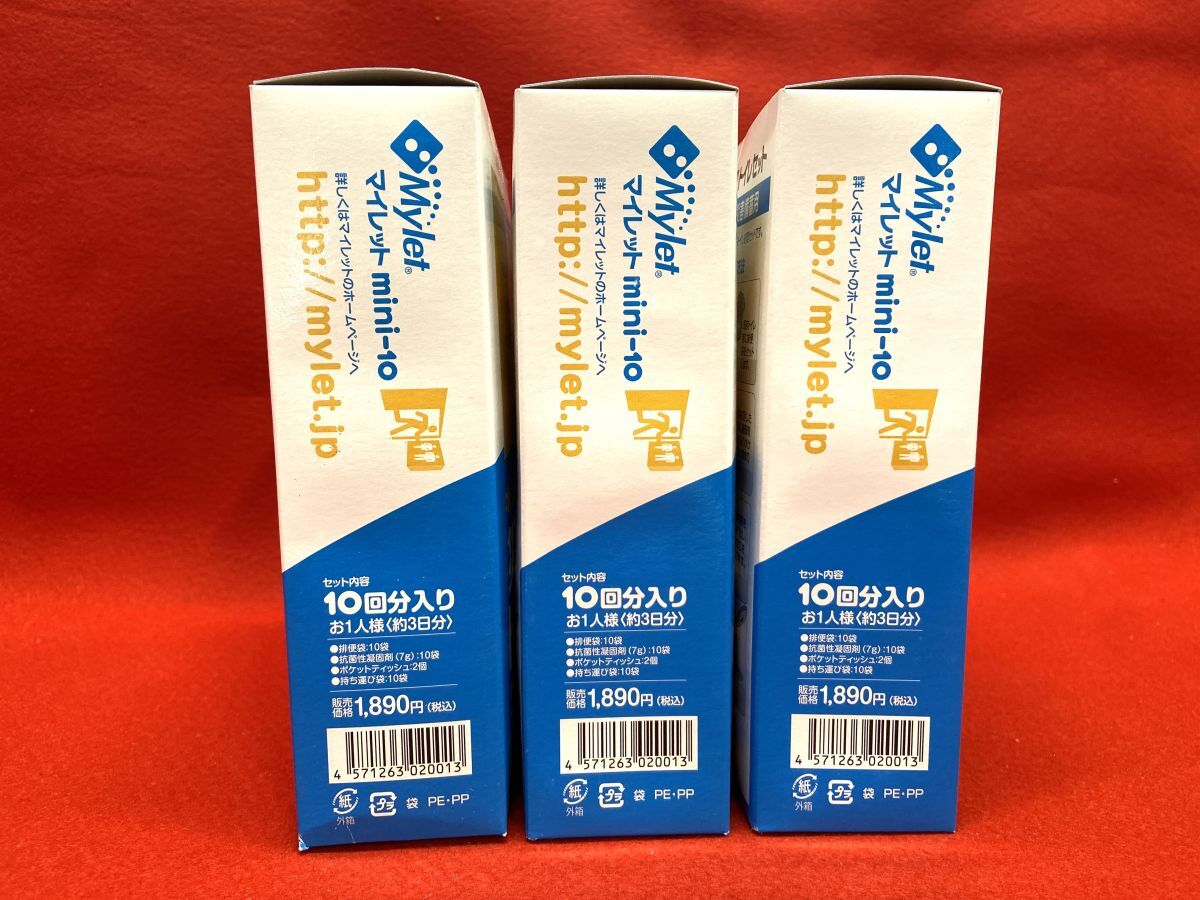 Mylet®
マイレット mini-10
詳しくはマイレットのホームページへ
http://mylet.jp
セット内容
10回分入り
お1人様〈約3日分〉
●排便袋:10袋
●抗菌性凝固剤(7g):10袋
●ポケットティッシュ:2個
●持ち運び袋:10袋
販売価格 1,890円(税込)
4 571263 020013
紙 プラ 袋 PE・PP
外箱
Mylet®
マイレット mini-10
詳しくはマイレットのホームページへ
http://mylet.jp
セット内容
10回分入り
お1人様〈約3日分〉
●排便袋:10袋
●抗菌性凝固剤(7g):10袋
●ポケットティッシュ:2個
●持ち運び袋:10袋
販売価格 1,890円(税込)
4 571263 020013
紙 プラ 袋 PE・PP
外箱
イレセット
Mylet®
マイレット mini-10
詳しくはマイレットのホームページへ
http://mylet.jp
セット内容
10回分入り
お1人様〈約3日分〉
●排便袋:10袋
●抗菌性凝固剤(7g):10袋
●ポケットティッシュ:2個
●持ち運び袋:10袋
販売価格 1,890円(税込)
4 571263 020013
紙 プラ 袋 PE・PP
外箱